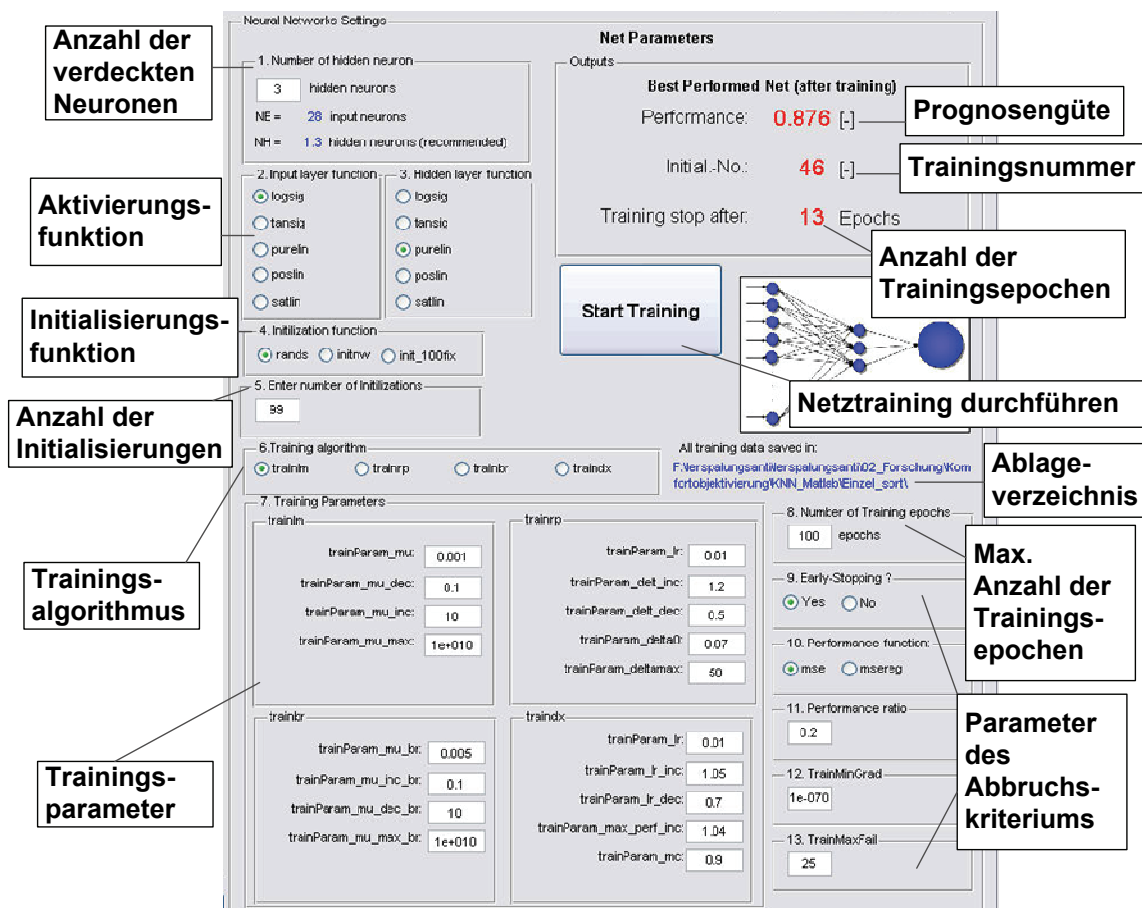 Neural Networks Settings
Net Parameters
Anzahl der
verdeckten
Neuronen
1. Number of hidden neuron
3 hidden neurons
NE = 28 input neurons
NH = 1.3 hidden neurons (recommended)
Outputs
Best Performed Net (after training)
Performance: 0.876 [-]
Prognosengüte
Initial.-No.: 46 [-]
Trainingsnummer
Training stop after: 13 Epochs
Anzahl der
Trainingsepochen
Aktivierungs-
funktion
2. Input layer function
logsig
tansig
purelin
poslin
satlin
3. Hidden layer function
logsig
tansig
purelin
poslin
satlin
Start Training
Netztraining durchführen
Initialisierungs-
funktion
4. Initilization function
rands initnw init_100fix
Anzahl der
Initialisierungen
5. Enter number of Initilizations
99
6.Training algorithm
trainlm trainrp trainbr traindx
All training data saved in:
Ablage-
verzeichnis
Trainings-
algorithmus
7. Training Parameters
trainlm
trainParam_mu: 0.001
trainParam_mu_dec: 0.1
trainParam_mu_inc: 10
trainParam_mu_max: 1e+010
trainrp
trainParam_lr: 0.01
trainParam_delt_inc: 1.2
trainParam_delt_dec: 0.5
trainParam_delta0: 0.07
trainParam_deltamax: 50
Trainings-
parameter
trainbr
trainParam_mu_br: 0.005
trainParam_mu_inc_br: 0.1
trainParam_mu_dec_br: 10
trainParam_mu_max_br: 1e+010
traindx
trainParam_lr: 0.01
trainParam_lr_inc: 1.05
trainParam_lr_dec: 0.7
trainParam_max_perf_inc: 1.04
trainParam_mc: 0.9
8. Number of Training epochs
100 epochs
Max.
Anzahl der
Trainings-
epochen
9. Early-Stopping ?
Yes No
10. Performance function:
mse msereg
11. Performance ratio
0.2
12. TrainMinGrad
1e-070
13. TrainMaxFail
25
Parameter
des
Abbruchs-
kriteriums